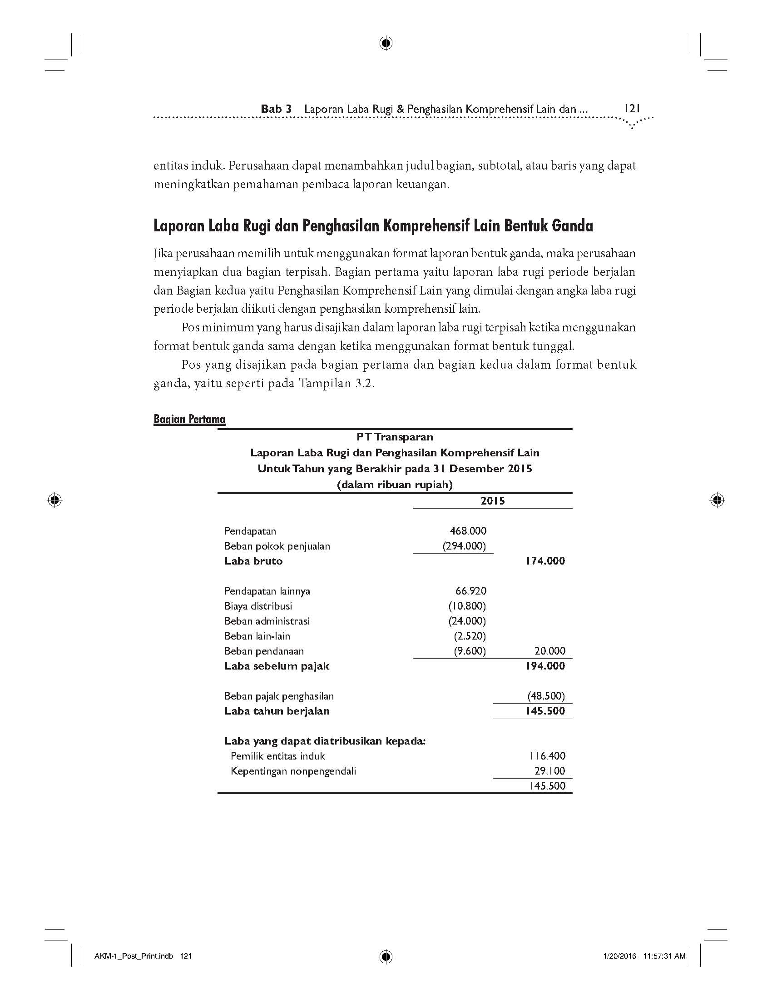 Bab 3 Laporan Laba Rugi & Penghasilan Komprehensif Lain dan ... 121
entitas induk. Perusahaan dapat menambahkan judul bagian, subtotal, atau baris yang dapat
meningkatkan pemahaman pembaca laporan keuangan.
Laporan Laba Rugi dan Penghasilan Komprehensif Lain Bentuk Ganda
Jika perusahaan memilih untuk menggunakan format laporan bentuk ganda, maka perusahaan
menyiapkan dua bagian terpisah. Bagian pertama yaitu laporan laba rugi periode berjalan
dan Bagian kedua yaitu Penghasilan Komprehensif Lain yang dimulai dengan angka laba rugi
periode berjalan diikuti dengan penghasilan komprehensif lain.
Pos minimum yang harus disajikan dalam laporan laba rugi terpisah ketika menggunakan
format bentuk ganda sama dengan ketika menggunakan format bentuk tunggal.
Pos yang disajikan pada bagian pertama dan bagian kedua dalam format bentuk
ganda, yaitu seperti pada Tampilan 3.2.
Bagian Pertama
PT Transparan
Laporan Laba Rugi dan Penghasilan Komprehensif Lain
Untuk Tahun yang Berakhir pada 31 Desember 2015
(dalam ribuan rupiah)
2015
Pendapatan 468.000
Beban pokok penjualan (294.000)
Laba bruto 174.000
Pendapatan lainnya 66.920
Biaya distribusi (10.800)
Beban administrasi (24.000)
Beban lain-lain (2.520)
Beban pendanaan (9.600) 20.000
Laba sebelum pajak 194.000
Beban pajak penghasilan (48.500)
Laba tahun berjalan 145.500
Laba yang dapat diatribusikan kepada:
Pemilik entitas induk 116.400
Kepentingan nonpengendali 29.100
145.500
AKM-1_Post_Print.indb 121 1/20/2016 11:57:31 AM